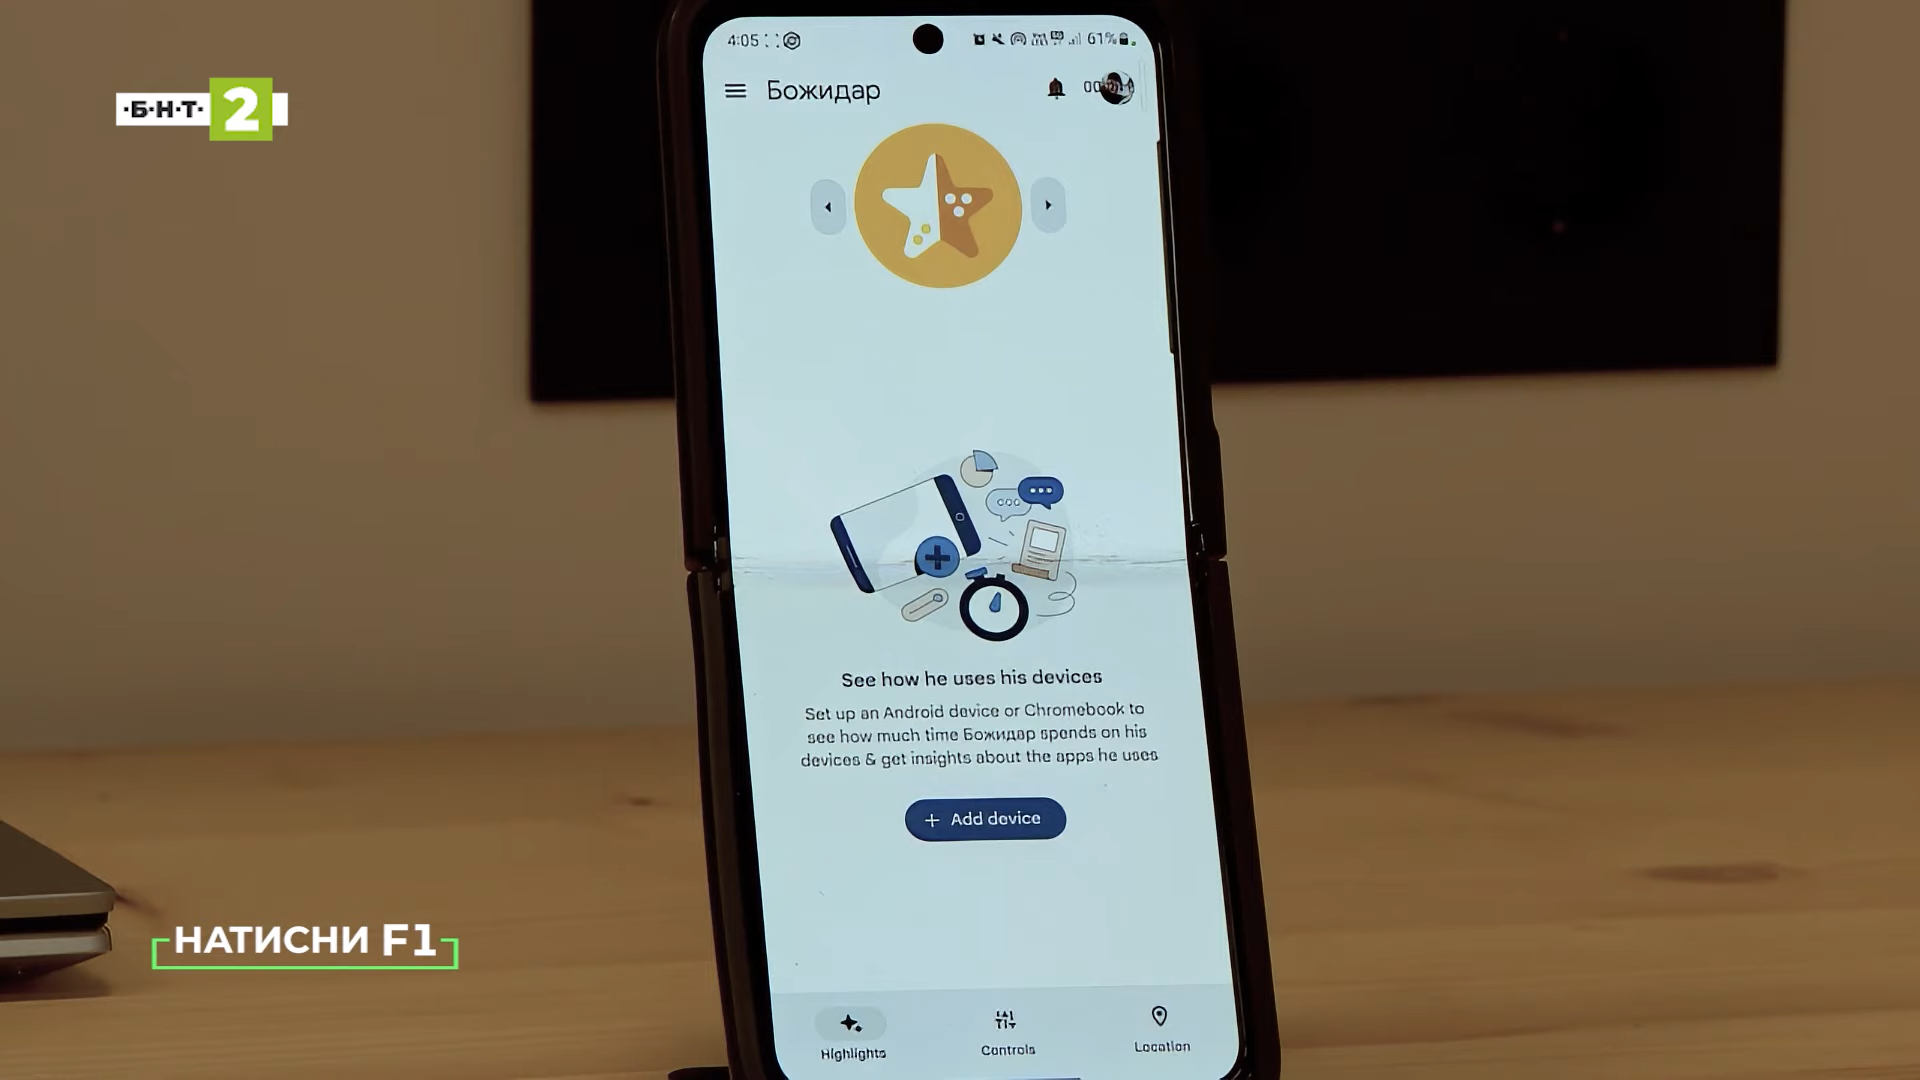 ·Б·Н·Т· 2
4:05
61%
Божидар
See how he uses his devices
Set up an Android device or Chromebook to
see how much time Божидар spends on his
devices & get insights about the apps he uses
+ Add device
НАТИСНИ F1
Highlights
Controls
Location